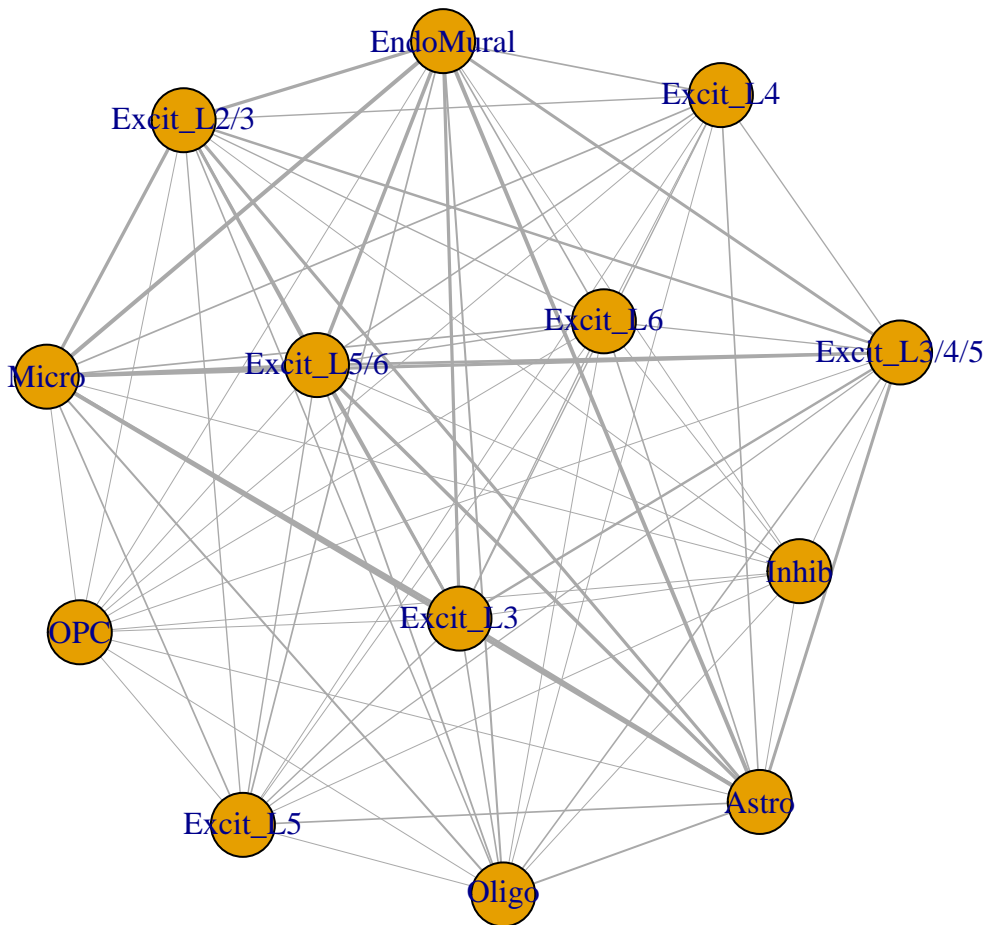 EndoMural
Excit_L4
Excit_L2/3
Excit_L6
Excit_L3/4/5
Excit_L5/6
Micro
Inhib
Excit_L3
OPC
Astro
Excit_L5
Oligo